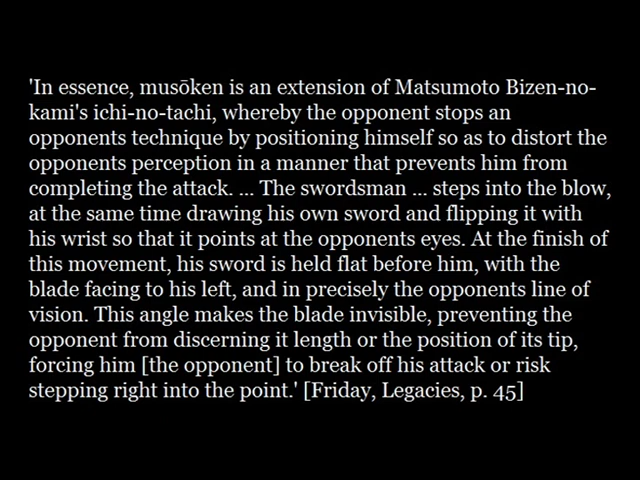 'In essence, musōken is an extension of Matsumoto Bizen-no-
kami's ichi-no-tachi, whereby the opponent stops an
opponents technique by positioning himself so as to distort the
opponents perception in a manner that prevents him from
completing the attack. ... The swordsman ... steps into the blow,
at the same time drawing his own sword and flipping it with
his wrist so that it points at the opponents eyes. At the finish of
this movement, his sword is held flat before him, with the
blade facing to his left, and in precisely the opponents line of
vision. This angle makes the blade invisible, preventing the
opponent from discerning it length or the position of its tip,
forcing him [the opponent] to break off his attack or risk
stepping right into the point.' [Friday, Legacies, p. 45]